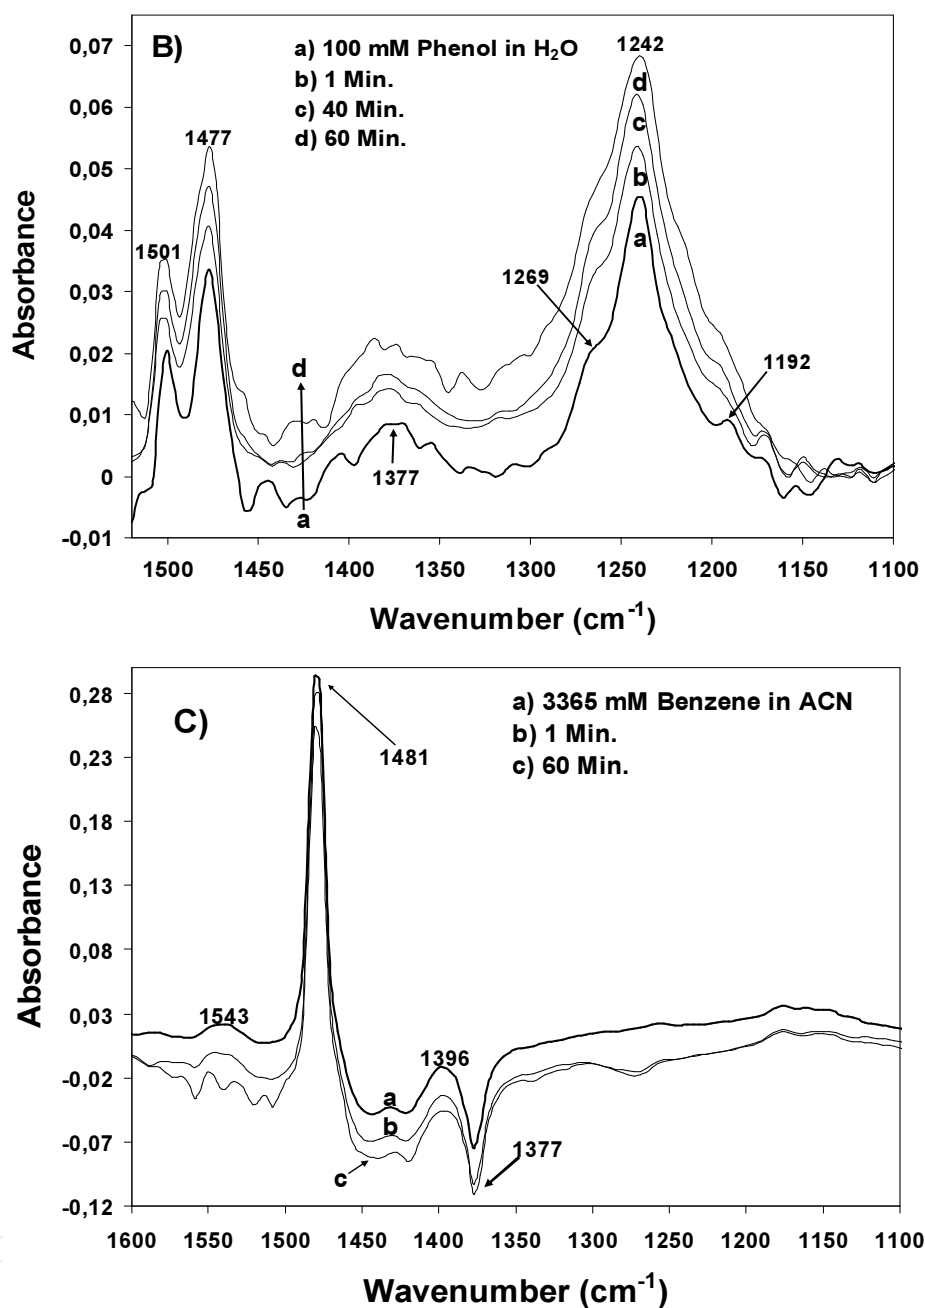 B)
a) 100 mM Phenol in H2O
b) 1 Min.
c) 40 Min.
d) 60 Min.
1242
1477
1501
1269
1192
1377
d
c
b
a
d
a
Absorbance
0,07
0,06
0,05
0,04
0,03
0,02
0,01
0
-0,01
1500 1450 1400 1350 1300 1250 1200 1150 1100
Wavenumber (cm-1)
C)
a) 3365 mM Benzene in ACN
b) 1 Min.
c) 60 Min.
1481
1543
1396
1377
a
b
c
Absorbance
0,28
0,23
0,18
0,13
0,08
0,03
-0,02
-0,07
-0,12
1600 1550 1500 1450 1400 1350 1300 1250 1200 1150 1100
Wavenumber (cm-1)